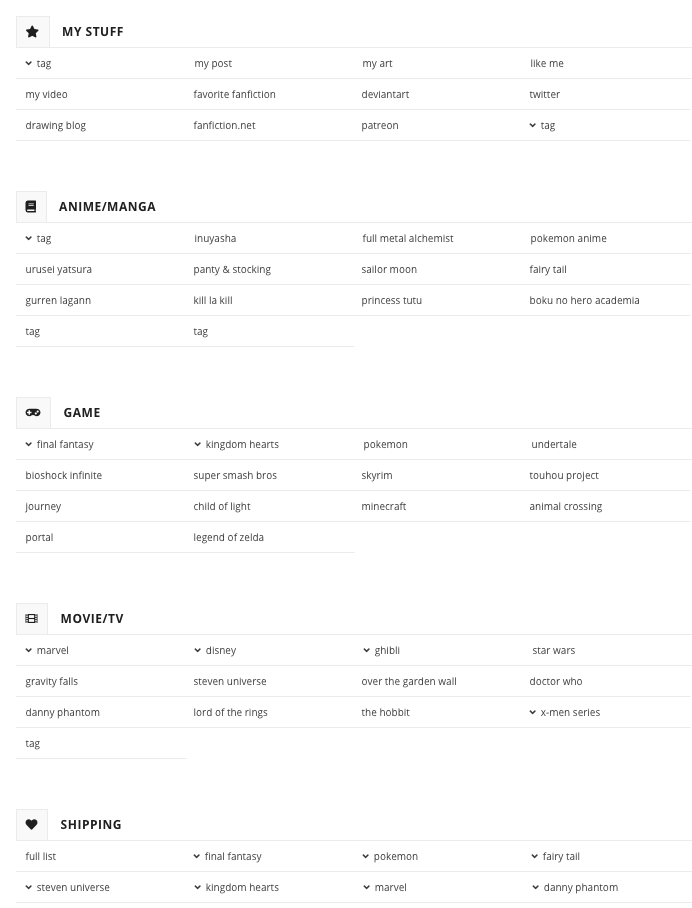 MY STUFF
tag my post my art like me
my video favorite fanfiction deviantart twitter
drawing blog fanfiction.net patreon tag
ANIME/MANGA
tag inuyasha full metal alchemist pokemon anime
urusei yatsura panty & stocking sailor moon fairy tail
gurren lagann kill la kill princess tutu boku no hero academia
tag tag
GAME
final fantasy kingdom hearts pokemon undertale
bioshock infinite super smash bros skyrim touhou project
journey child of light minecraft animal crossing
portal legend of zelda
MOVIE/TV
marvel disney ghibli star wars
gravity falls steven universe over the garden wall doctor who
danny phantom lord of the rings the hobbit x-men series
tag
SHIPPING
full list final fantasy pokemon fairy tail
steven universe kingdom hearts marvel danny phantom